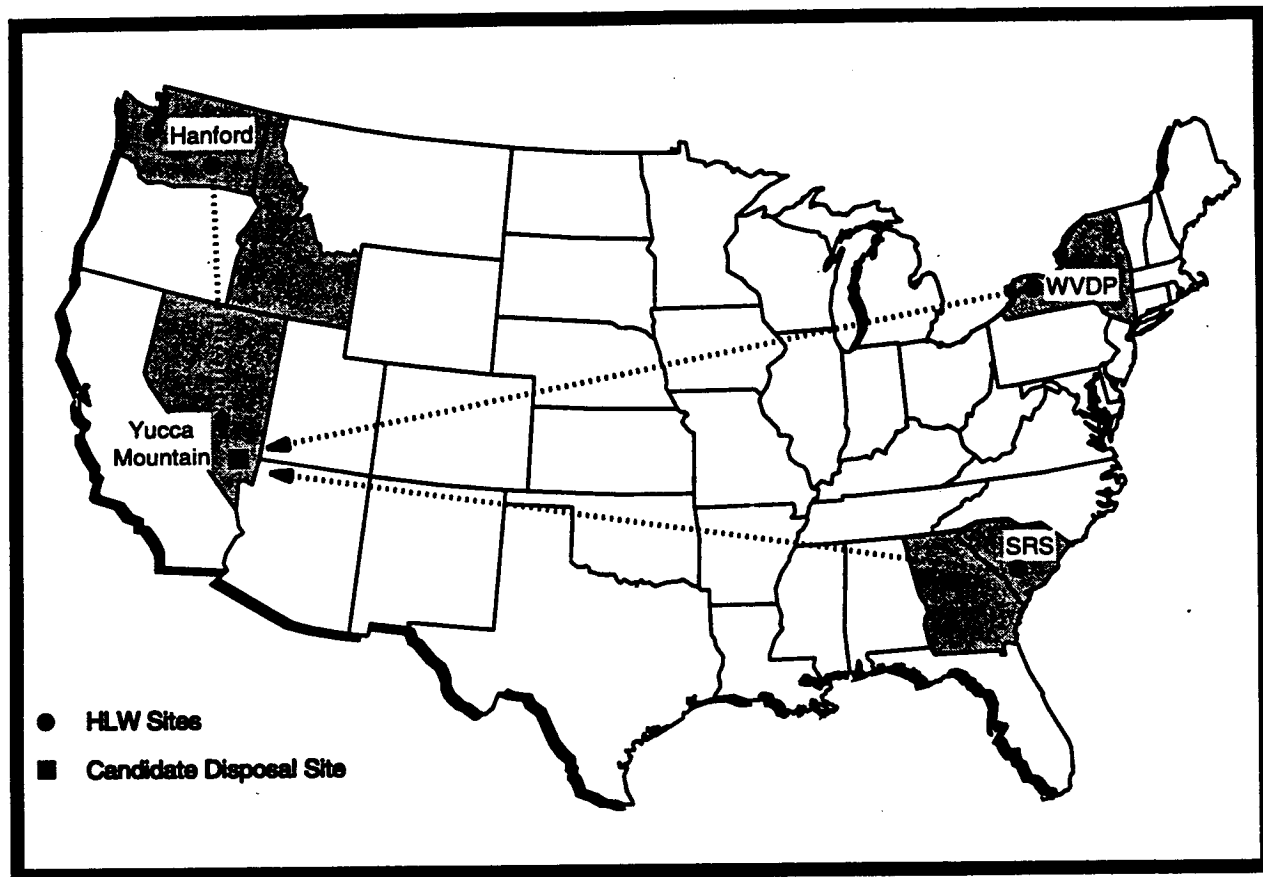 Hanford
WVDP
Yucca
Mountain
SRS
HLW Sites
Candidate Disposal Site